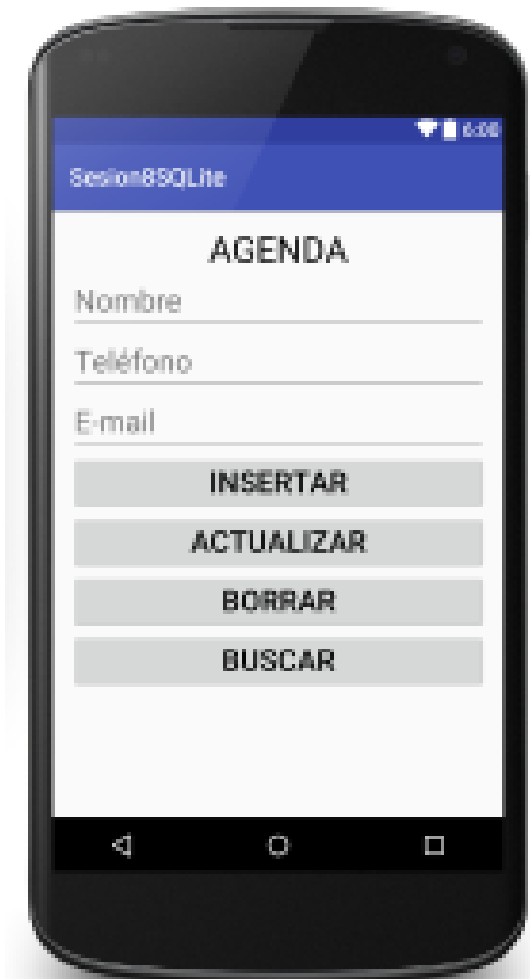 6:00
Sesion8SQLite
AGENDA
Nombre
Teléfono
E-mail
INSERTAR
ACTUALIZAR
BORRAR
BUSCAR